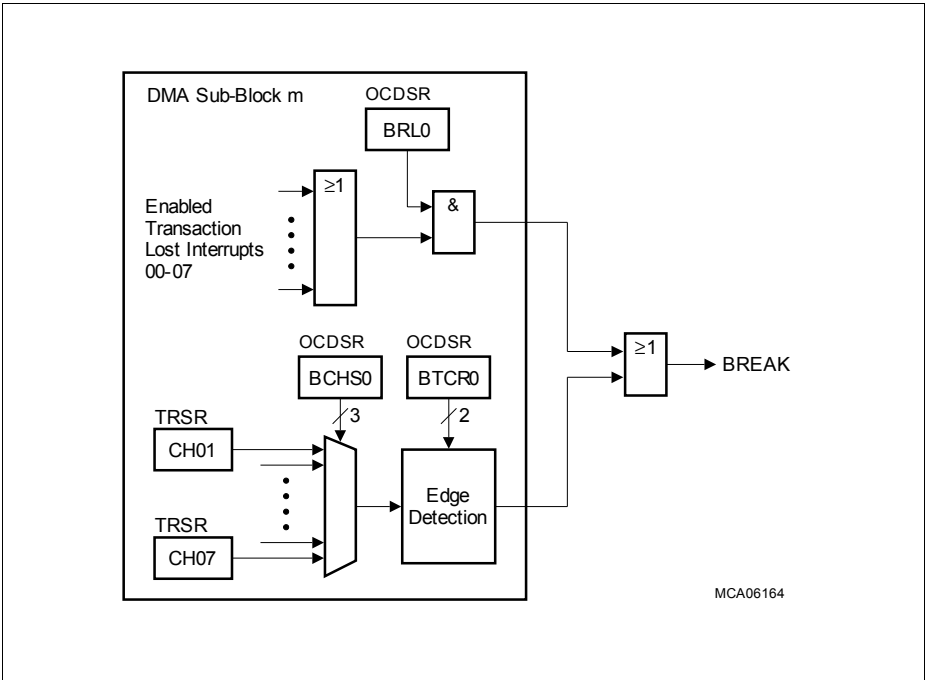 DMA Sub-Block m
OCDSR
BRL0
≥1
&
Enabled
Transaction
Lost Interrupts
00-07
≥1
BREAK
OCDSR
OCDSR
BCHS0
BTCR0
3
2
TRSR
CH01
Edge
Detection
TRSR
CH07
MCA06164